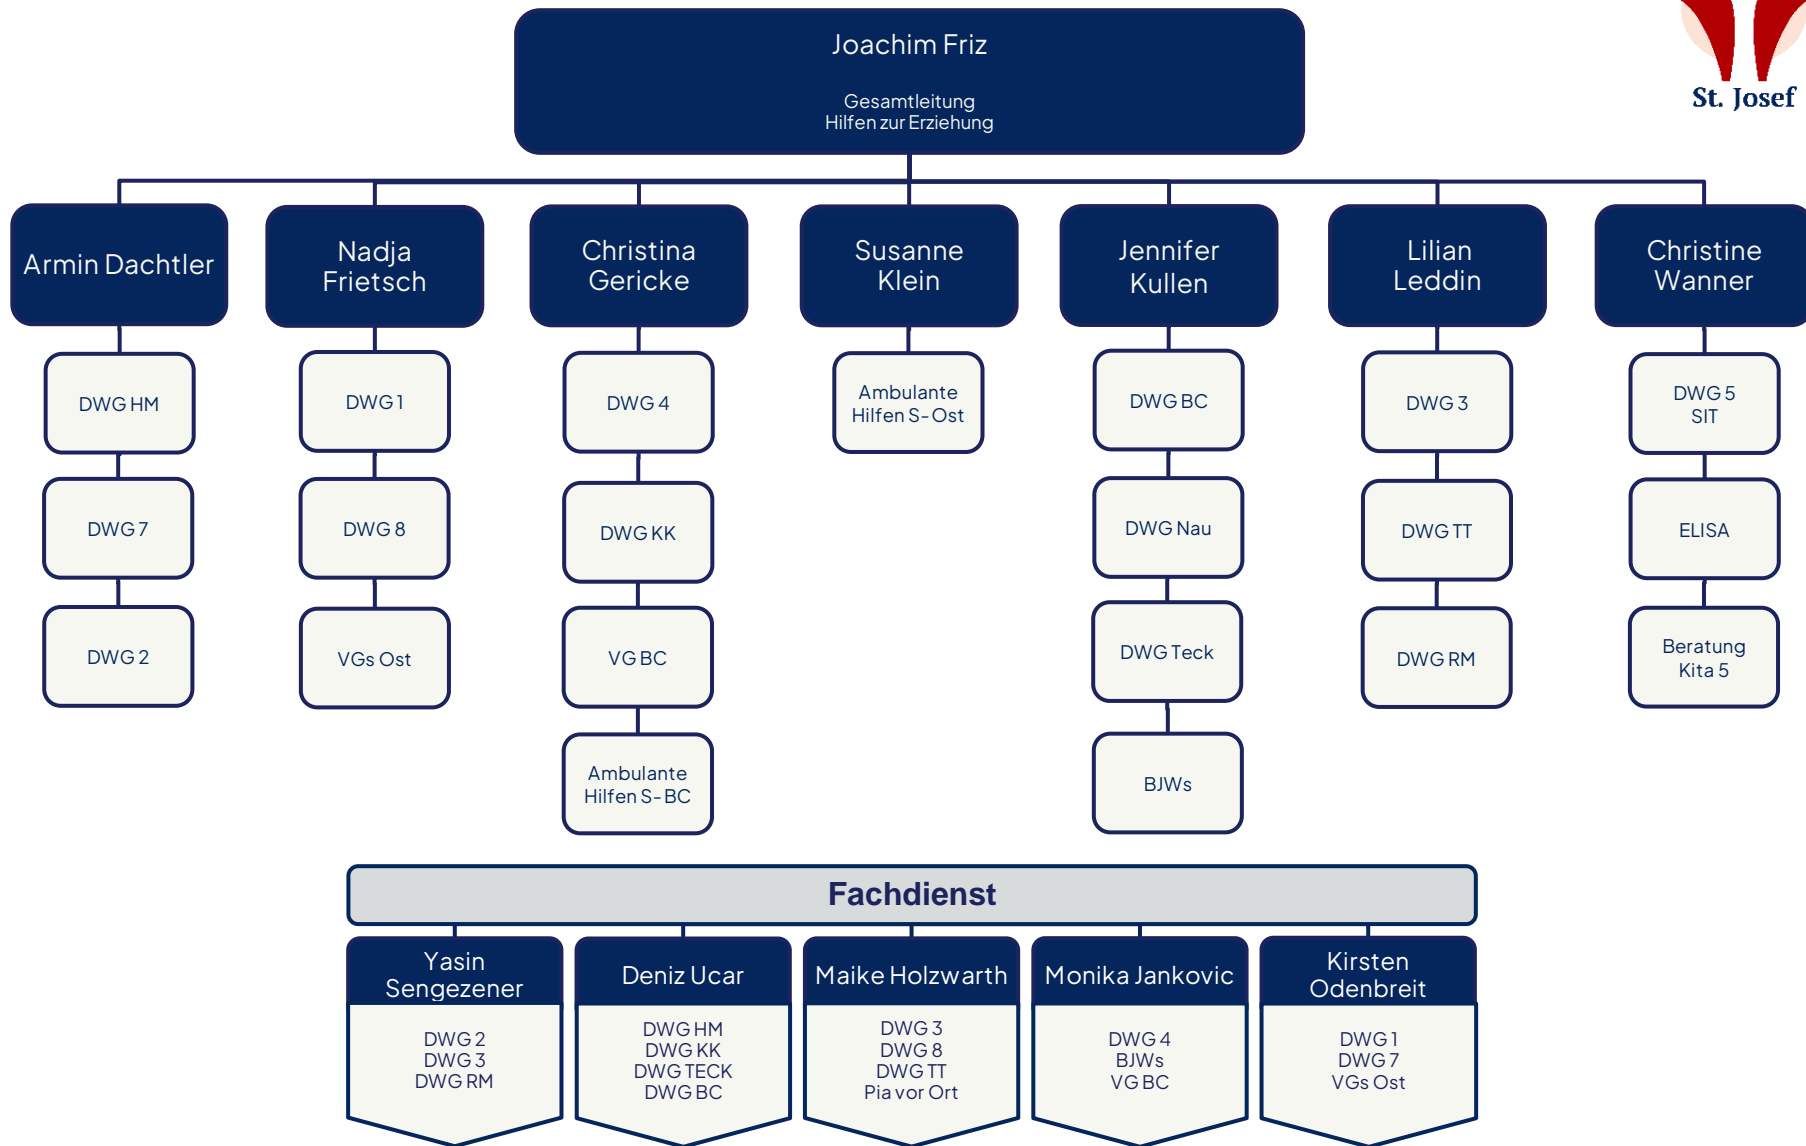 Joachim Friz
Gesamtleitung
Hilfen zur Erziehung
St. Josef
Armin Dachtler
Nadja
Frietsch
Christina
Gericke
Susanne
Klein
Jennifer
Kullen
Lilian
Leddin
Christine
Wanner
DWG HM
DWG 7
DWG 2
DWG 1
DWG 8
VGs Ost
DWG 4
DWG KK
VG BC
Ambulante
Hilfen S-BC
Ambulante
Hilfen S-Ost
DWG BC
DWG Nau
DWG Teck
BJWs
DWG 3
DWG TT
DWG RM
DWG 5
SIT
ELISA
Beratung
Kita 5
Fachdienst
Yasin
Sengezener
DWG 2
DWG 3
DWG RM
Deniz Ucar
DWG HM
DWG KK
DWG TECK
DWG BC
Maike Holzwarth
DWG 3
DWG 8
DWG TT
Pia vor Ort
Monika Jankovic
DWG 4
BJWs
VG BC
Kirsten
Odenbreit
DWG 1
DWG 7
VGs Ost